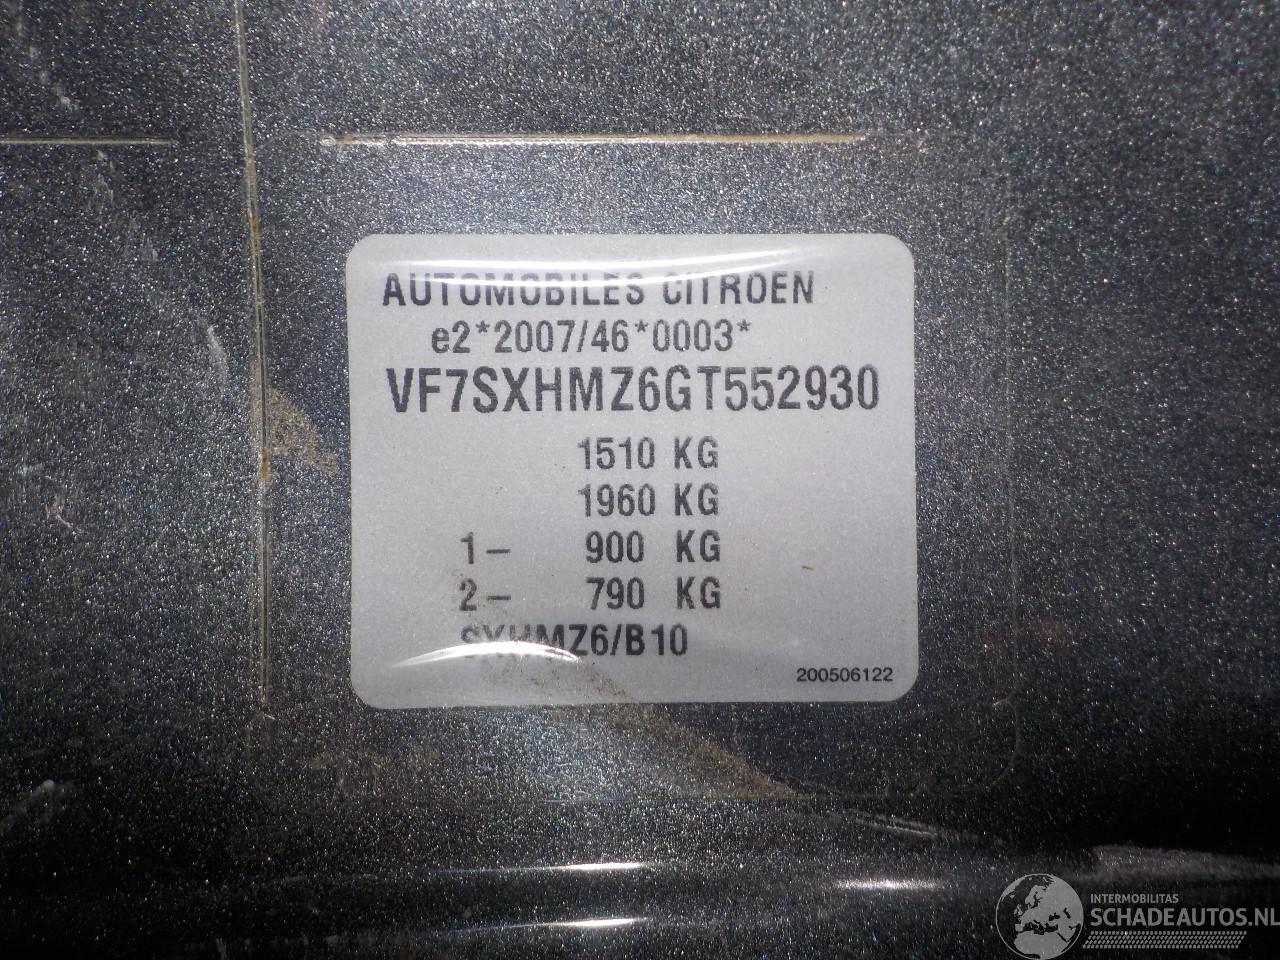 AUTOMOBILES CITROEN
e2*2007/46*0003*
VF7SXHMZ6GT552930
1510 KG
1960 KG
1- 900 KG
2- 790 KG
SXHMZ6/B10
200506122
INTERMOBILITAS
SCHADEAUTOS.NL